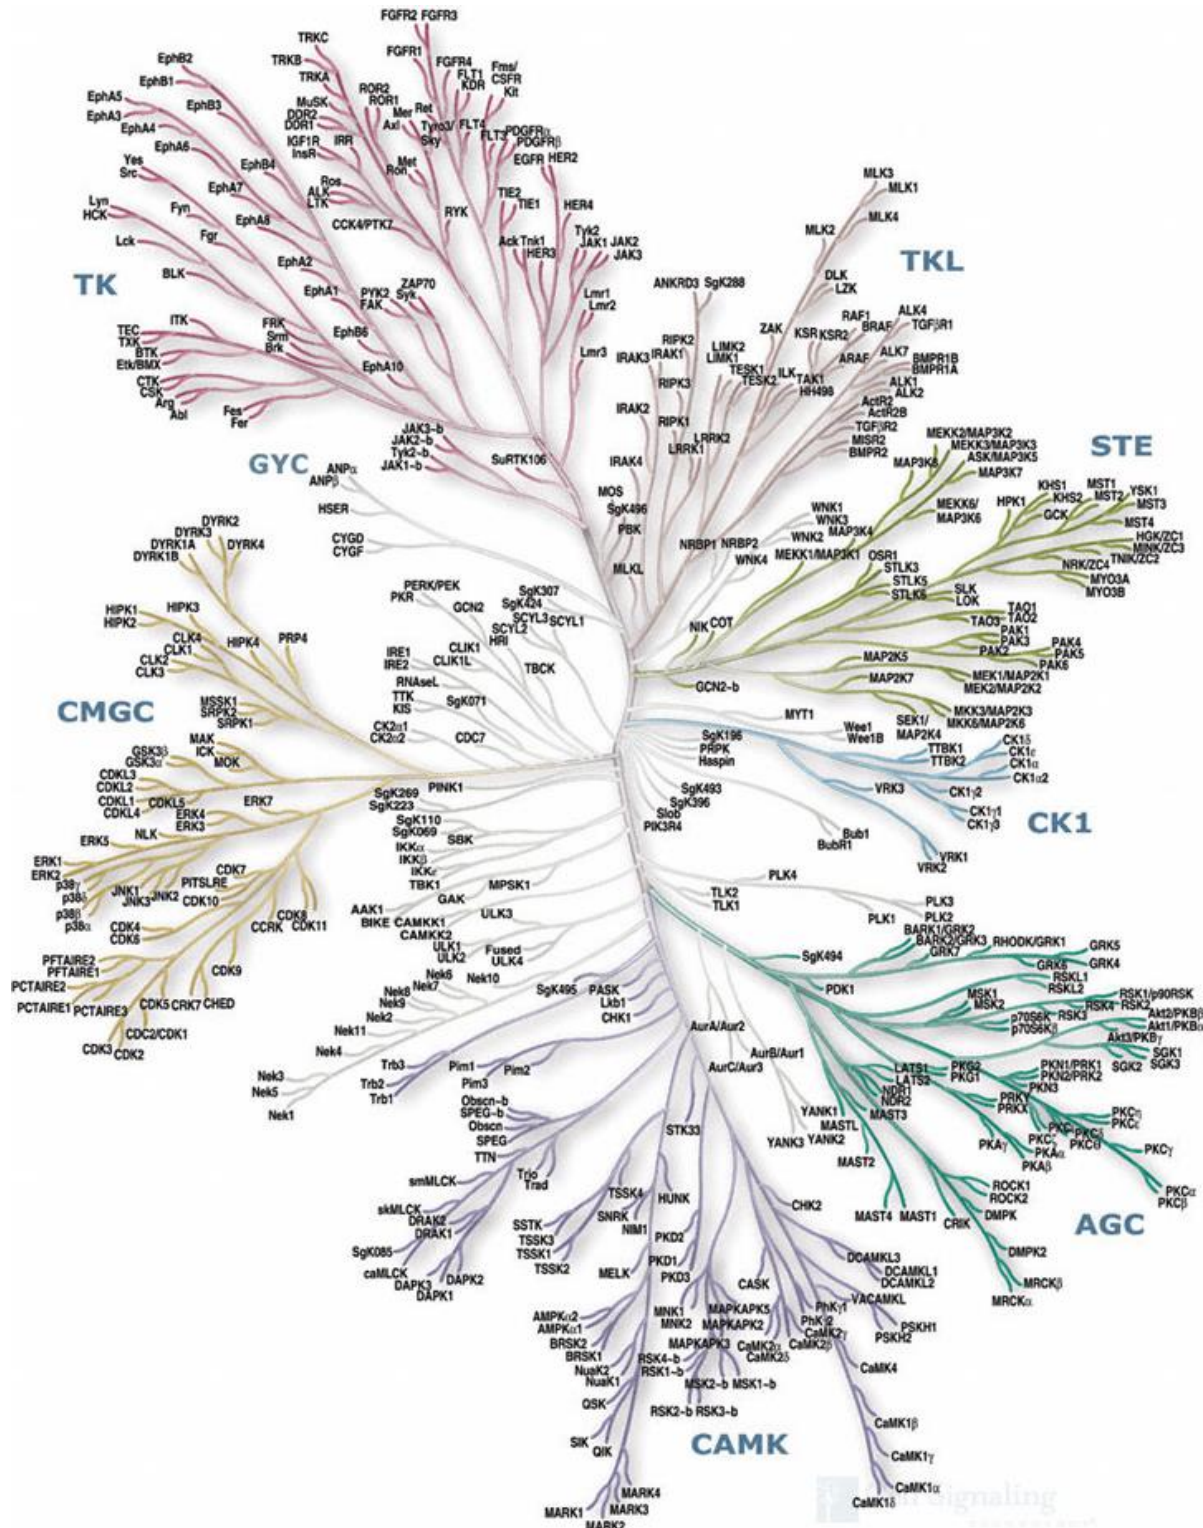 FGFR2 FGFR3
TRKC
FGFR1
TRKB
EphB2
FGFR4
Fms/
CSFR
TRKA
FLT1
KDR
Kit
EphB1
ROR2
ROR1
EphA5
MuSK
EphB3
Mer
Ret
EphA3
DDR2
DDR1
Axl
Tyro3/
Sky
FLT4
EphA4
FLT3
PDGFRα
PDGFRβ
IGF1R
InsR
IRR
EphA6
EGFR HER2
Yes
Src
EphB4
Met
Ron
MLK3
MLK1
EphA7
Ros
ALK
LTK
TIE2
TIE1
Lyn
HCK
Fyn
RYK
HER4
EphA8
CCK4/PTK7
MLK4
Lck
Fgr
Tyk2
JAK1
JAK2
JAK3
MLK2
Ack
Tnk1
HER3
TKL
EphA2
BLK
DLK
LZK
TK
ANKRD3 SgK288
EphA1
PYK2
FAK
ZAP70
Syk
Lmr1
Lmr2
ITK
FRK
Srm
Brk
EphB6
RAF1
ALK4
TGFβR1
BRAF
TEC
TXK
ZAK
KSR1
KSR2
RIPK2
LIMK2
LIMK1
BTK
Etk/BMX
Lmr3
IRAK3
IRAK1
ARAF
ALK7
BMPR1B
BMPR1A
EphA10
TESK1
TESK2
ILK
TAK1
HH498
CTK
CSK
RIPK3
ALK1
ALK2
Arg
Abl
Fes
Fer
IRAK2
ActR2
ActR2B
RIPK1
TGFβR2
MISR2
BMPR2
JAK3~b
JAK2~b
Tyk2~b
JAK1~b
LRRK2
LRRK1
MEKK2/MAP3K2
MEKK3/MAP3K3
ASK/MAP3K5
MAP3K8
MAP3K7
STE
GYC
SuRTK106
IRAK4
ANPα
ANPβ
MOS
SgK496
PBK
KHS1
KHS2
MST1
MST2
YSK1
MST3
HPK1
GCK
HSER
WNK1
WNK3
WNK2
MEKK6/
MAP3K6
MAP3K4
MST4
DYRK2
DYRK3
DYRK1A
DYRK1B
DYRK4
CYGD
CYGF
NRBP1 NRBP2
WNK4
MEKK1/MAP3K1
HGK/ZC1
MINK/ZC3
TNIK/ZC2
OSR1
STLK3
STLK5
STLK6
NRK/ZC4
MYO3A
MYO3B
MLKL
PERK/PEK
PKR
SgK307
SgK424
SCYL3
SCYL1
SCYL2
GCN2
SLK
LOK
HIPK1
HIPK2
HIPK3
TAO1
TAO2
TAO3
NIK
COT
CLK4
CLK1
HIPK4
PRP4
HRI
PAK1
PAK3
PAK2
PAK4
PAK5
PAK6
CLIK1
CLIK1L
TBCK
IRE1
IRE2
CLK2
CLK3
MAP2K5
MAP2K7
MEK1/MAP2K1
MEK2/MAP2K2
RNAseL
GCN2~b
TTK
KIS
SgK071
CMGC
MSSK1
SRPK2
SRPK1
MYT1
MKK3/MAP2K3
MKK6/MAP2K6
SEK1/
MAP2K4
CK2α1
CK2α2
CDC7
Wee1
Wee1B
MAK
ICK
MOK
SgK196
PRPK
Haspin
TTBK1
TTBK2
CK1δ
CK1ε
CK1α
CK1α2
GSK3β
GSK3α
CDKL3
CDKL2
CDKL1
CDKL4
CDKL5
PINK1
SgK269
SgK223
SgK493
SgK396
Slob
PIK3R4
VRK3
CK1γ2
CK1γ1
CK1γ3
CK1
ERK7
ERK4
ERK3
SgK110
SgK069
SBK
NLK
ERK5
Bub1
BubR1
IKKα
IKKβ
IKKε
TBK1
VRK1
VRK2
ERK1
ERK2
CDK7
PITSLRE
CDK10
p38γ
p38δ
p38β
p38α
JNK1
JNK3
JNK2
MPSK1
GAK
PLK4
TLK2
TLK1
PLK3
PLK1
PLK2
AAK1
BIKE
CAMKK1
CAMKK2
ULK3
CDK8
CDK11
CCRK
CDK4
CDK6
BARK1/GRK2
BARK2/GRK3
RHODK/GRK1
GRK5
GRK7
GRK6
GRK4
ULK1
ULK2
Fused
ULK4
SgK494
PFTAIRE2
PFTAIRE1
PCTAIRE2
PCTAIRE1
PCTAIRE3
CDK9
Nek6
Nek7
Nek10
Nek8
Nek9
SgK495
PASK
Lkb1
CHK1
PDK1
RSKL1
RSKL2
MSK1
MSK2
RSK1/p90RSK
RSK4
RSK2
RSK3
p70S6K
p70S6Kβ
Akt2/PKBβ
Akt1/PKBα
Akt3/PKBγ
CDK5
CRK7
CHED
CDC2/CDK1
CDK3
CDK2
Nek2
Nek11
Nek4
Nek3
Nek5
Nek1
AurA/Aur2
AurB/Aur1
AurC/Aur3
SGK1
SGK3
SGK2
Trb3
Trb2
Trb1
Pim1
Pim2
Pim3
LATS1
LATS2
NDR1
NDR2
PKG2
PKG1
PKN1/PRK1
PKN2/PRK2
PKN3
PRKY
PRKX
Obscn~b
SPEG~b
Obscn
SPEG
TTN
STK33
YANK1
MASTL
MAST3
YANK3
YANK2
MAST2
PKCη
PKCε
PKCδ
PKCθ
PKCγ
PKCα
PKCβ
PKAγ
PKAα
PKAβ
smMLCK
Trio
Trad
TSSK4
HUNK
SNRK
NIM1
CHK2
ROCK1
ROCK2
DMPK
CRIK
MAST4
MAST1
AGC
skMLCK
DRAK2
DRAK1
SSTK
TSSK3
TSSK1
TSSK2
PKD2
PKD1
PKD3
SgK085
caMLCK
DAPK3
DAPK2
DAPK1
MELK
CASK
DCAMKL3
DCAMKL1
DCAMKL2
DMPK2
MRCKβ
MRCKα
VACAMKL
AMPKα2
AMPKα1
BRSK2
BRSK1
MNK1
MNK2
MAPKAPK5
MAPKAPK2
MAPKAPK3
PhKγ1
PhKγ2
CaMK2γ
CaMK2β
CaMK2α
CaMK2δ
PSKH1
PSKH2
NuaK2
NuaK1
RSK4~b
RSK1~b
MSK2~b
MSK1~b
CaMK4
QSK
RSK2~b RSK3~b
CaMK1β
SIK
QIK
CAMK
CaMK1γ
MARK4
MARK3
MARK1
MARK2
CaMK1α
CaMK1δ
Signaling